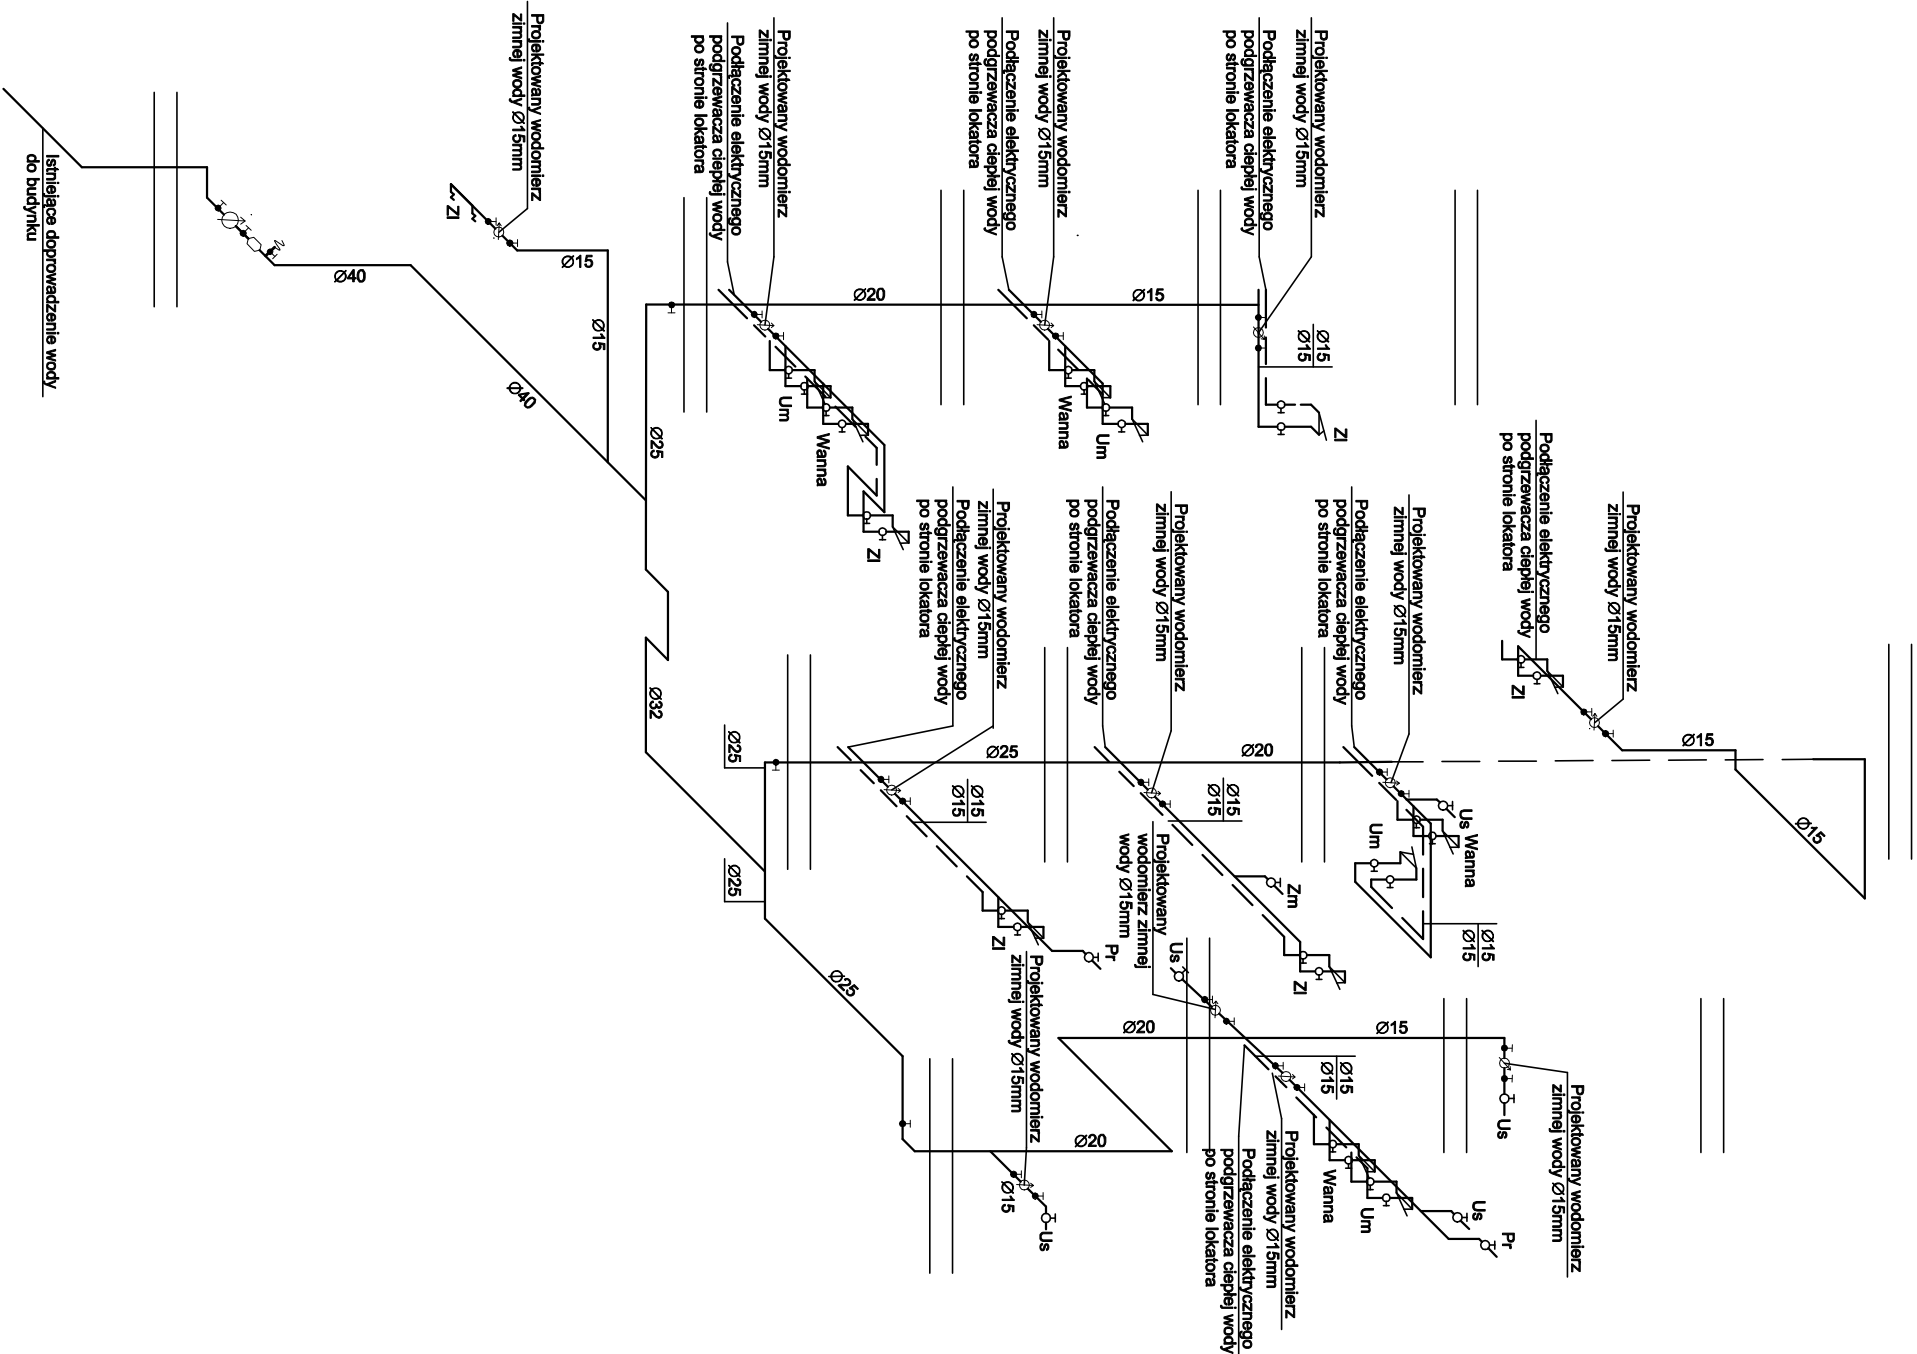 Projektowany wodomierz
zimnej wody Ø15mm
Podłączenie elektrycznego
podgrzewacza ciepłej wody
po stronie lokatora
Zl
Ø15
Ø15
Projektowany wodomierz
zimnej wody Ø15mm
Podłączenie elektrycznego
podgrzewacza ciepłej wody
po stronie lokatora
Ø15
Wanna
Um
Projektowany wodomierz
zimnej wody Ø15mm
Podłączenie elektrycznego
podgrzewacza ciepłej wody
po stronie lokatora
Ø20
Um
Wanna
Zl
Projektowany wodomierz
zimnej wody Ø15mm
Zl
Ø15
Ø15
Ø40
Ø40
Ø25
Istniejące doprowadzenie wody
do budynku
Projektowany wodomierz
zimnej wody Ø15mm
Podłączenie elektrycznego
podgrzewacza ciepłej wody
po stronie lokatora
Zl
Ø15
Ø15
Projektowany wodomierz
zimnej wody Ø15mm
Podłączenie elektrycznego
podgrzewacza ciepłej wody
po stronie lokatora
Us
Wanna
Um
Ø15
Ø15
Ø20
Projektowany wodomierz
zimnej wody Ø15mm
Podłączenie elektrycznego
podgrzewacza ciepłej wody
po stronie lokatora
Ø15
Ø15
Zm
Zl
Ø25
Projektowany wodomierz
zimnej wody Ø15mm
Podłączenie elektrycznego
podgrzewacza ciepłej wody
po stronie lokatora
Ø15
Ø15
Zl
Pr
Ø32
Ø25
Ø25
Ø25
Projektowany wodomierz
zimnej wody Ø15mm
Us
Ø15
Projektowany
wodomierz zimnej
wody Ø15mm
Us
Ø20
Ø15
Ø15
Projektowany wodomierz
zimnej wody Ø15mm
Podłączenie elektrycznego
podgrzewacza ciepłej wody
po stronie lokatora
Wanna
Um
Us
Pr
Ø20
Projektowany wodomierz
zimnej wody Ø15mm
Us
Ø15